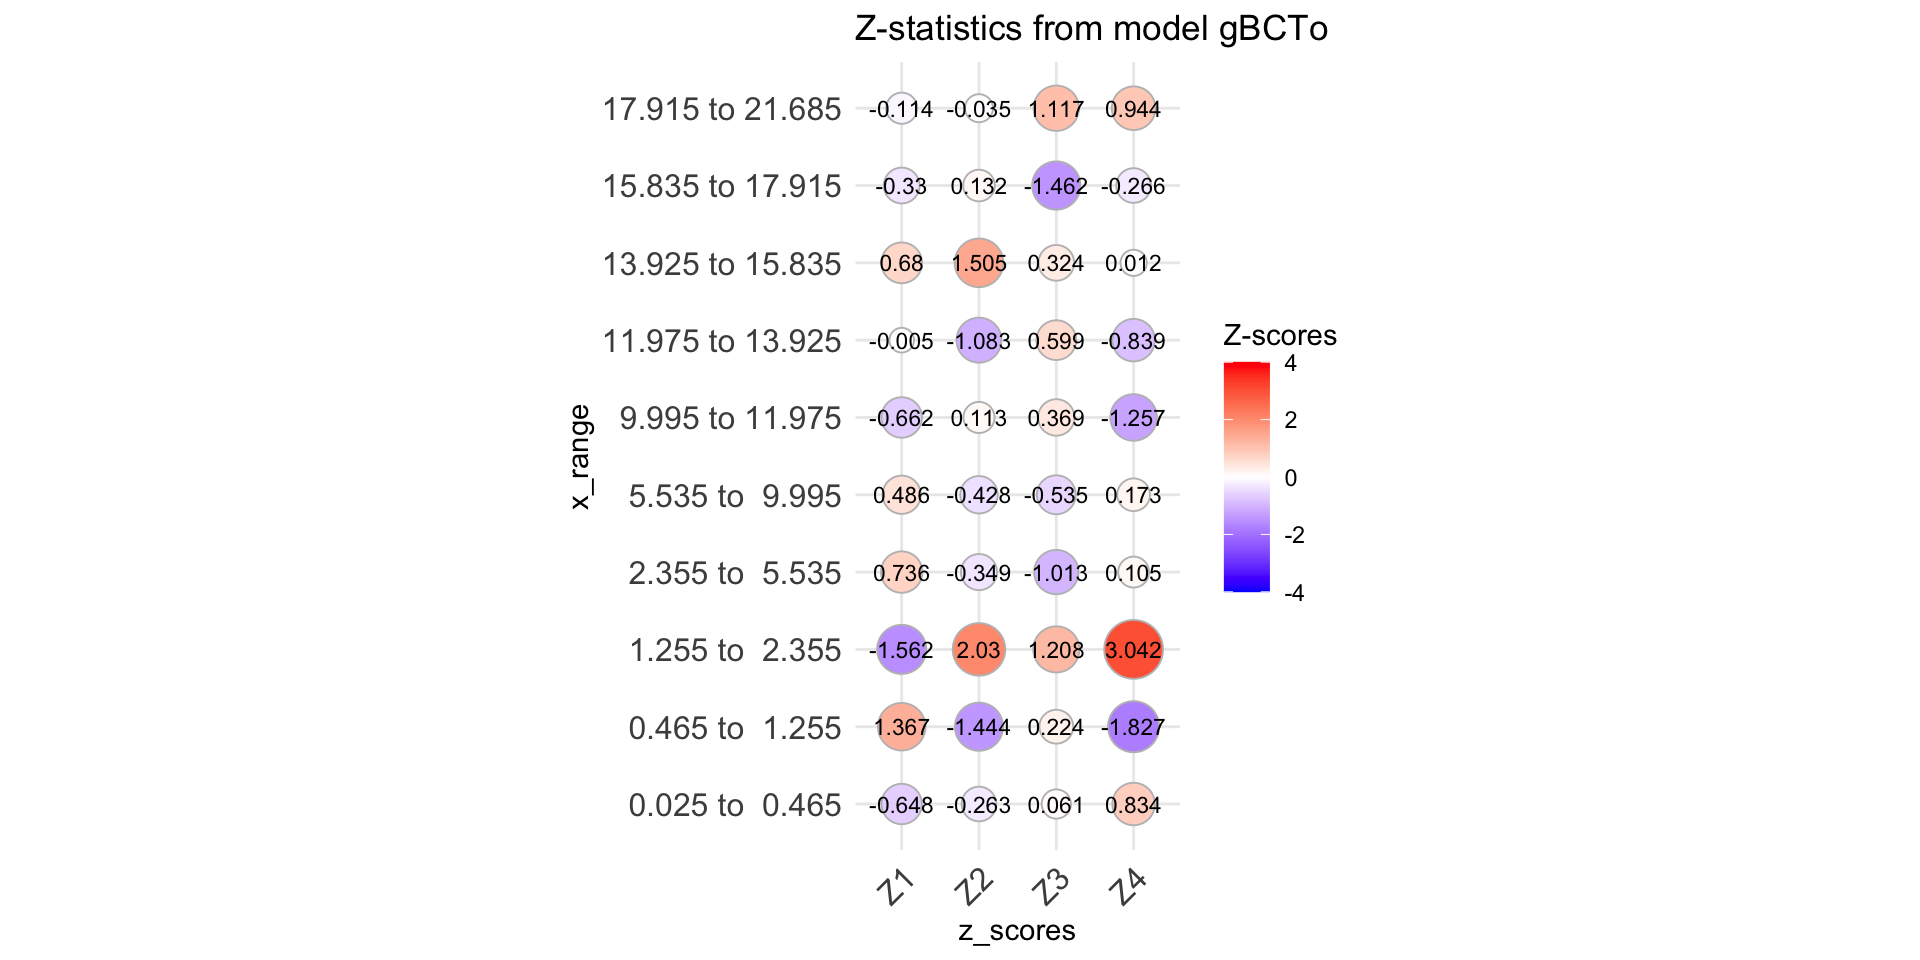 Z-statistics from model gBCTo
17.915 to 21.685 -0.114 -0.035 1.117 0.944
15.835 to 17.915 -0.33 0.132 -1.462 -0.266
13.925 to 15.835 0.68 1.505 0.324 0.012
11.975 to 13.925 -0.005 -1.083 0.599 -0.839
9.995 to 11.975 -0.662 0.113 0.369 -1.257
5.535 to 9.995 0.486 -0.428 -0.535 0.173
2.355 to 5.535 0.736 -0.349 -1.013 0.105
1.255 to 2.355 -1.562 2.03 1.208 3.042
0.465 to 1.255 1.367 -1.444 0.224 -1.827
0.025 to 0.465 -0.648 -0.263 0.061 0.834
x_range
Z1 Z2 Z3 Z4
z_scores
Z-scores
4
2
0
-2
-4